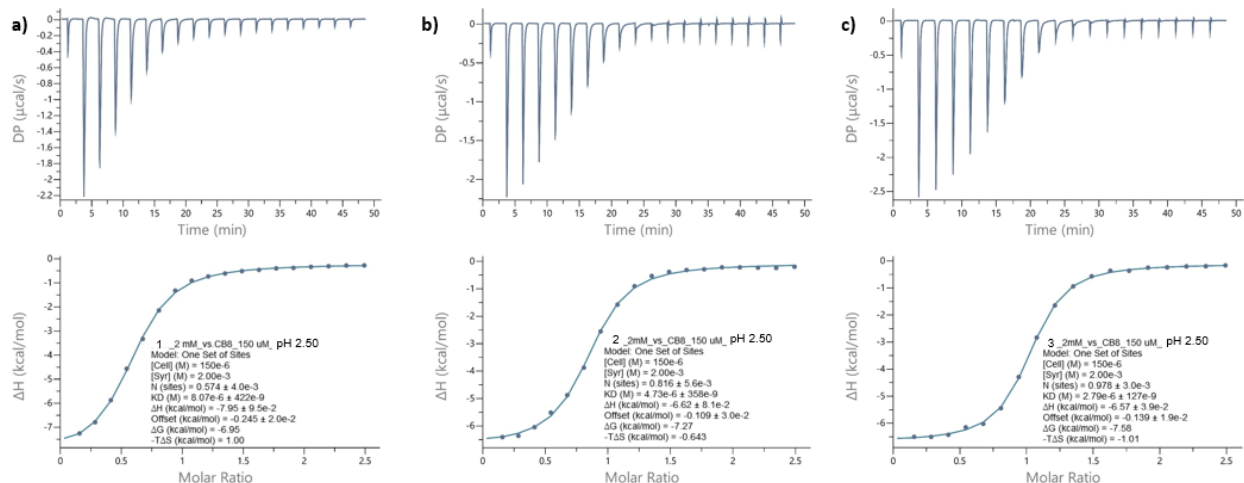 a)
0
-0.2
-0.4
-0.6
-0.8
-1
-1.2
-1.4
-1.6
-1.8
-2
-2.2
DP (µcal/s)
0 5 10 15 20 25 30 35 40 45 50
Time (min)
b)
0
-0.5
-1
-1.5
-2
DP (µcal/s)
0 5 10 15 20 25 30 35 40 45 50
Time (min)
c)
0
-0.5
-1
-1.5
-2
-2.5
DP (µcal/s)
0 5 10 15 20 25 30 35 40 45 50
Time (min)
0
-1
-2
-3
-4
-5
-6
-7
ΔH (kcal/mol)
1 _2 mM_vs.CB8_150 uM_ pH 2.50
Model: One Set of Sites
[Cell] (M) = 150e-6
[Syr] (M) = 2.00e-3
N (sites) = 0.574 ± 4.0e-3
KD (M) = 8.07e-6 ± 422e-9
ΔH (kcal/mol) = -7.95 ± 9.5e-2
Offset (kcal/mol) = -0.245 ± 2.0e-2
ΔG (kcal/mol) = -6.95
-TΔS (kcal/mol) = 1.00
0 0.5 1 1.5 2 2.5
Molar Ratio
0
-1
-2
-3
-4
-5
-6
ΔH (kcal/mol)
2 _2mM_vs_CB8_150 uM_ pH 2.50
Model: One Set of Sites
[Cell] (M) = 150e-6
[Syr] (M) = 2.00e-3
N (sites) = 0.816 ± 5.6e-3
KD (M) = 4.73e-6 ± 358e-9
ΔH (kcal/mol) = -6.62 ± 8.1e-2
Offset (kcal/mol) = -0.109 ± 3.0e-2
ΔG (kcal/mol) = -7.27
-TΔS (kcal/mol) = -0.643
0 0.5 1 1.5 2 2.5
Molar Ratio
0
-1
-2
-3
-4
-5
-6
ΔH (kcal/mol)
3 _2mM_vs_CB8_150 uM_ pH 2.50
Model: One Set of Sites
[Cell] (M) = 150e-6
[Syr] (M) = 2.00e-3
N (sites) = 0.978 ± 3.0e-3
KD (M) = 2.79e-6 ± 127e-9
ΔH (kcal/mol) = -6.57 ± 3.9e-2
Offset (kcal/mol) = -0.139 ± 1.9e-2
ΔG (kcal/mol) = -7.58
-TΔS (kcal/mol) = -1.01
0 0.5 1 1.5 2 2.5
Molar Ratio